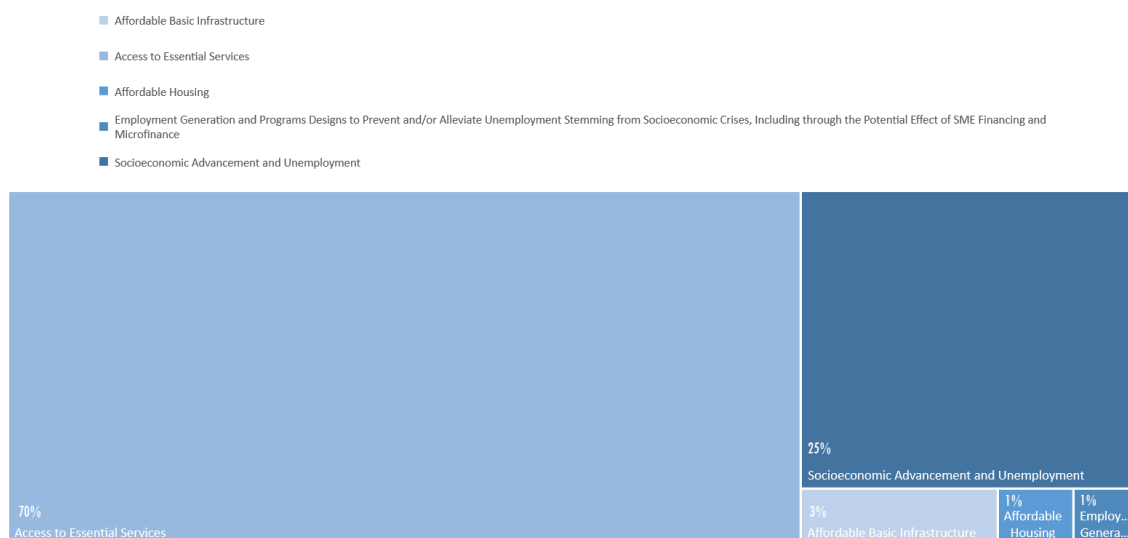 Affordable Basic Infrastructure
Access to Essential Services
Affordable Housing
Employment Generation and Programs Designs to Prevent and/or Alleviate Unemployment Stemming from Socioeconomic Crises, Including through the Potential Effect of SME Financing and
Microfinance
Socioeconomic Advancement and Unemployment
70%
Access to Essential Services
25%
Socioeconomic Advancement and Unemployment
3%
Affordable Basic Infrastructure
1%
Affordable
Housing
1%
Employ...
Genera...